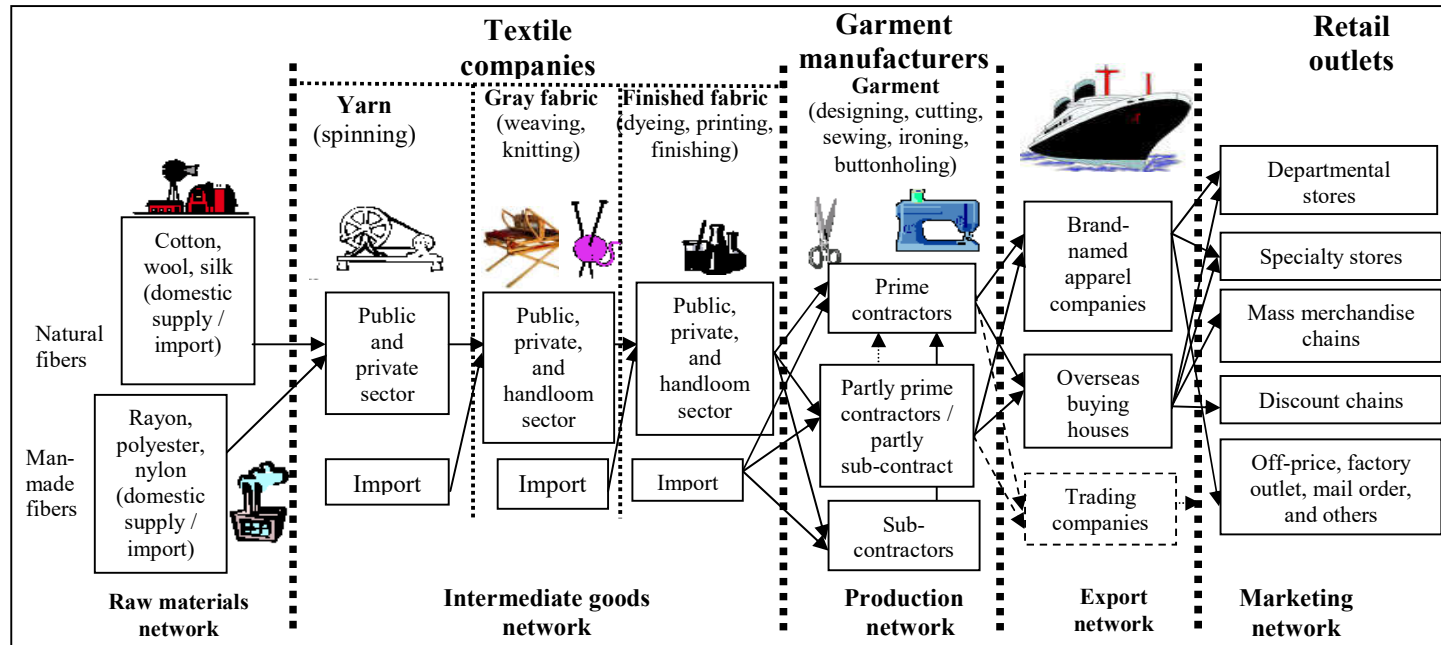 Textile
companies
Garment
manufacturers
Retail
outlets
Yarn
(spinning)
Gray fabric
(weaving,
knitting)
Finished fabric
(dyeing, printing,
finishing)
Garment
(designing, cutting,
sewing, ironing,
buttonholing)
Natural
fibers
Cotton,
wool, silk
(domestic
supply /
import)
Man-
made
fibers
Rayon,
polyester,
nylon
(domestic
supply /
import)
Public
and
private
sector
Import
Public,
private,
and
handloom
sector
Import
Public,
private,
and
handloom sector
Import
Prime
contractors
Partly prime
contractors /
partly
sub-contract
Sub-
contractors
Brand-
named
apparel
companies
Overseas
buying
houses
Trading
companies
Departmental
stores
Specialty stores
Mass merchandise
chains
Discount chains
Off-price, factory
outlet, mail order,
and others
Raw materials
network
Intermediate goods
network
Production
network
Export
network
Marketing
network